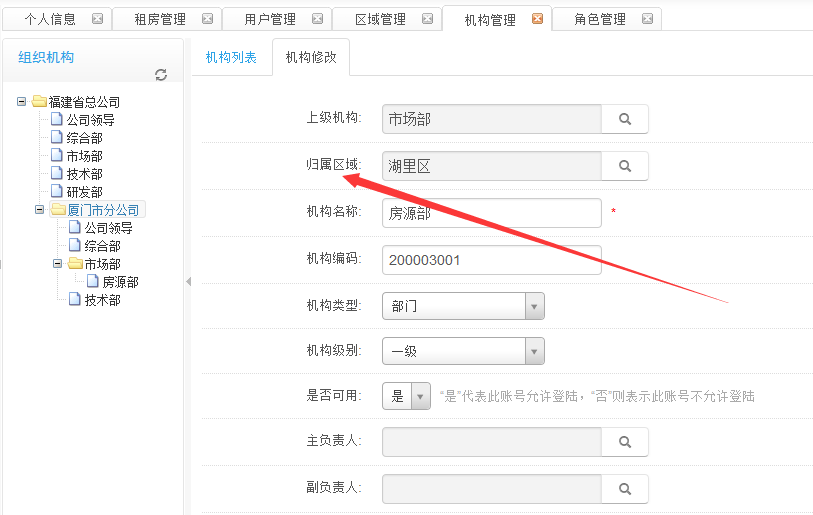 个人信息 租房管理 用户管理 区域管理 机构管理 角色管理
组织机构
福建省总公司
公司领导
综合部
市场部
技术部
研发部
厦门市分公司
公司领导
综合部
市场部
房源部
技术部
机构列表 机构修改
上级机构: 市场部
归属区域: 湖里区
机构名称: 房源部 *
机构编码: 200003001
机构类型: 部门
机构级别: 一级
是否可用: 是 “是”代表此账号允许登陆，“否”则表示此账号不允许登陆
主负责人:
副负责人: